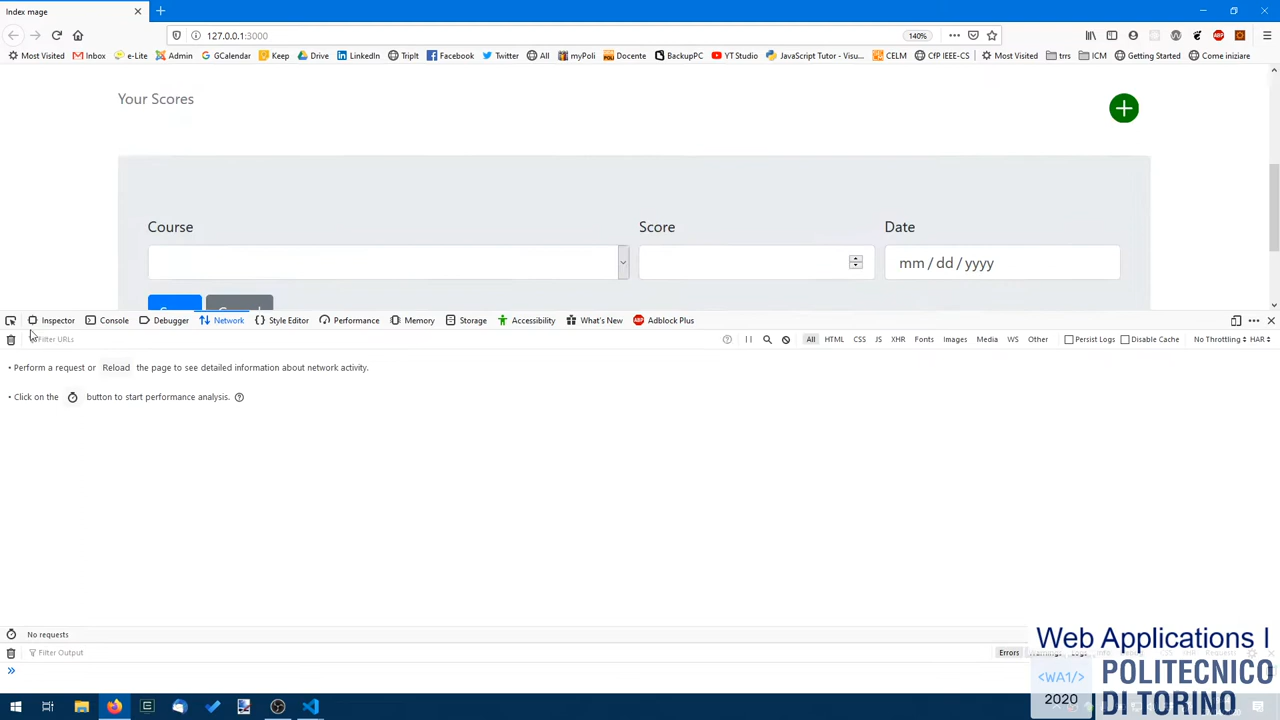 Index mage
127.0.0.1:3000
140%
Most Visited Inbox e-Lite Admin GCalendar Keep Drive LinkedIn TripIt Facebook Twitter All myPoli Docente BackupPC YT Studio JavaScript Tutor - Visu... CELM CfP IEEE-CS Most Visited trrs ICM Getting Started Come iniziare
Your Scores
Course Score Date
mm / dd / yyyy
Inspector Console Debugger Network Style Editor Performance Memory Storage Accessibility What's New Adblock Plus
Filter URLs All HTML CSS JS XHR Fonts Images Media WS Other Persist Logs Disable Cache No Throttling HAR
• Perform a request or Reload the page to see detailed information about network activity.
• Click on the button to start performance analysis.
No requests
Filter Output Errors
Web Applications I
<WA1/>
2020
POLITECNICO
DI TORINO